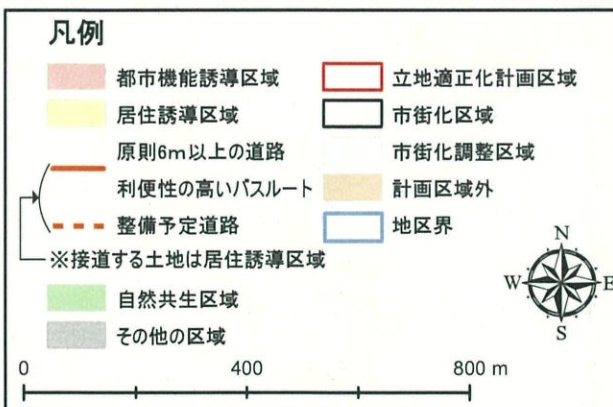 凡例
都市機能誘導区域
居住誘導区域
原則6m以上の道路
利便性の高いバスルート
整備予定道路
※接道する土地は居住誘導区域
自然共生区域
その他の区域
立地適正化計画区域
市街化区域
市街化調整区域
計画区域外
地区界
N
W
E
S
0
400
800 m